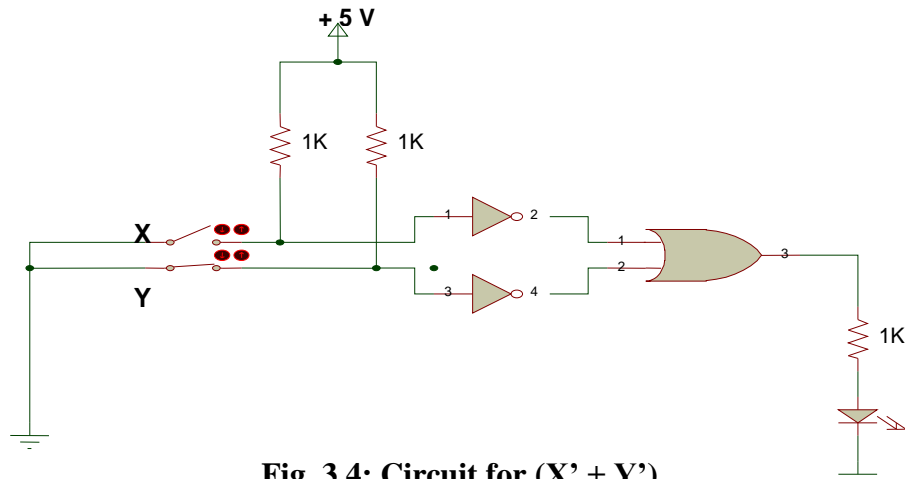 + 5 V
1K 1K
X
Y
1 2
3 4
1
2
3
1K
Fig. 3.4: Circuit for (X’ + Y’)